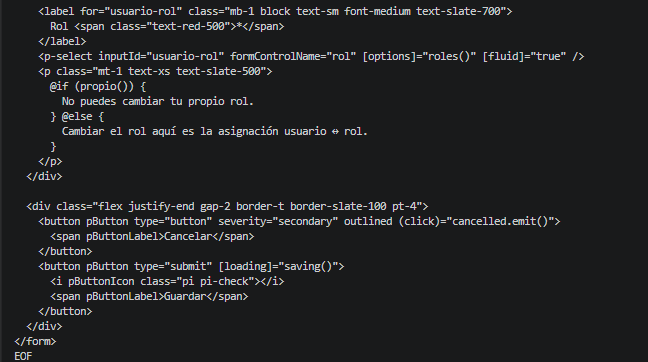 <label for="usuario-rol" class="mb-1 block text-sm font-medium text-slate-700">
Rol <span class="text-red-500">*</span>
</label>
<p-select inputId="usuario-rol" formControlName="rol" [options]="roles()" [fluid]="true" />
<p class="mt-1 text-xs text-slate-500">
@if (propio()) {
No puedes cambiar tu propio rol.
} @else {
Cambiar el rol aquí es la asignación usuario ↔ rol.
}
</p>
</div>
<div class="flex justify-end gap-2 border-t border-slate-100 pt-4">
<button pButton type="button" severity="secondary" outlined (click)="cancelled.emit()">
<span pButtonLabel>Cancelar</span>
</button>
<button pButton type="submit" [loading]="saving()">
<i pButtonIcon class="pi pi-check"></i>
<span pButtonLabel>Guardar</span>
</button>
</div>
</form>
EOF